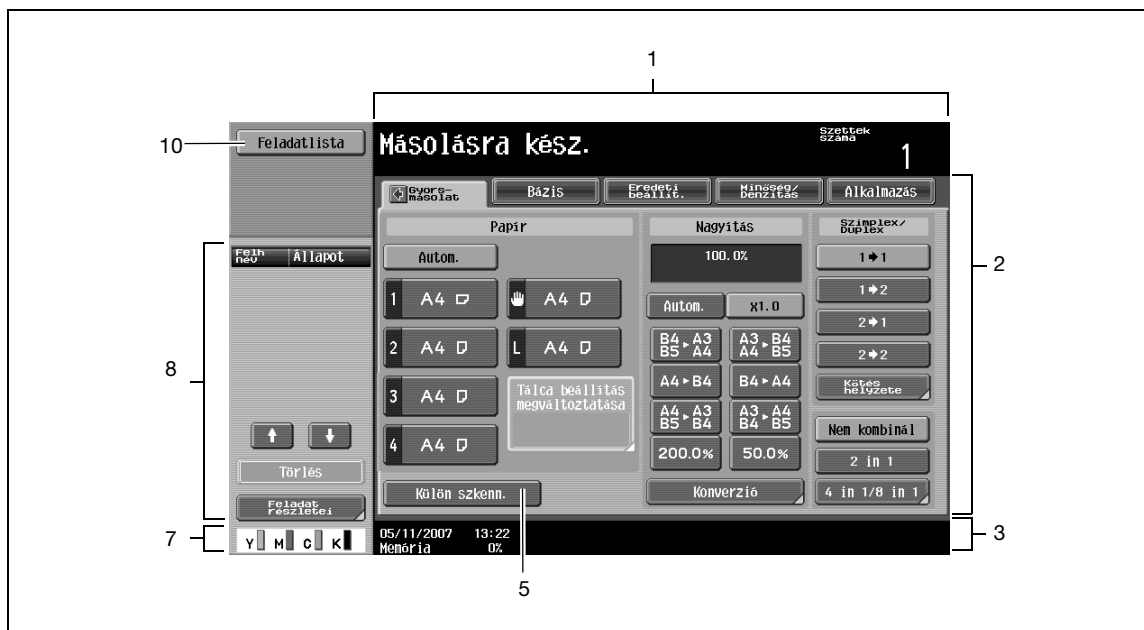 1
10
Feladatlista
Másolásra kész.
Szettek
száma
1
Gyors-
másolat
Bázis
Eredeti
beállít.
Minőség/
Denzitás
Alkalmazás
2
Papír
Nagyítás
Szimplex/
Duplex
Felh
név
Állapot
Autom.
100.0%
1 → 1
1 A4
A4
Autom.
x1.0
1 → 2
2 → 1
2 A4
L A4
B4 ▸ A3
B5 ▸ A4
A3 ▸ B4
A4 ▸ B5
2 → 2
8
3 A4
Tálca beállítás
megváltoztatása
A4 ▸ B4
B4 ▸ A4
Kötés
helyzete
A4 ▸ A3
B5 ▸ B4
A3 ▸ A4
B4 ▸ B5
Nem kombinál
4 A4
200.0%
50.0%
2 in 1
Törlés
Külön szkenn.
Konverzió
4 in 1/8 in 1
Feladat
részletei
7
Y M C K
05/11/2007 13:22
Memória 0%
3
5